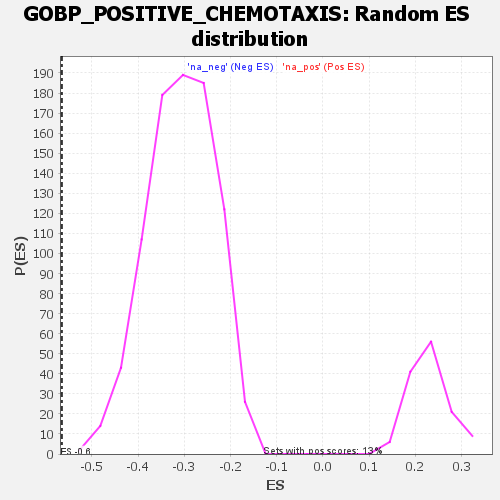 GOBP_POSITIVE_CHEMOTAXIS: Random ES
distribution
'na_neg' (Neg ES) 'na_pos' (Pos ES)
190
180
170
160
150
140
130
120
110
100
90
80
70
60
50
40
30
20
10
0
P(ES)
ES -0.6
Sets with pos scores: 13%
-0.5 -0.4 -0.3 -0.2 -0.1 0.0 0.1 0.2 0.3
ES